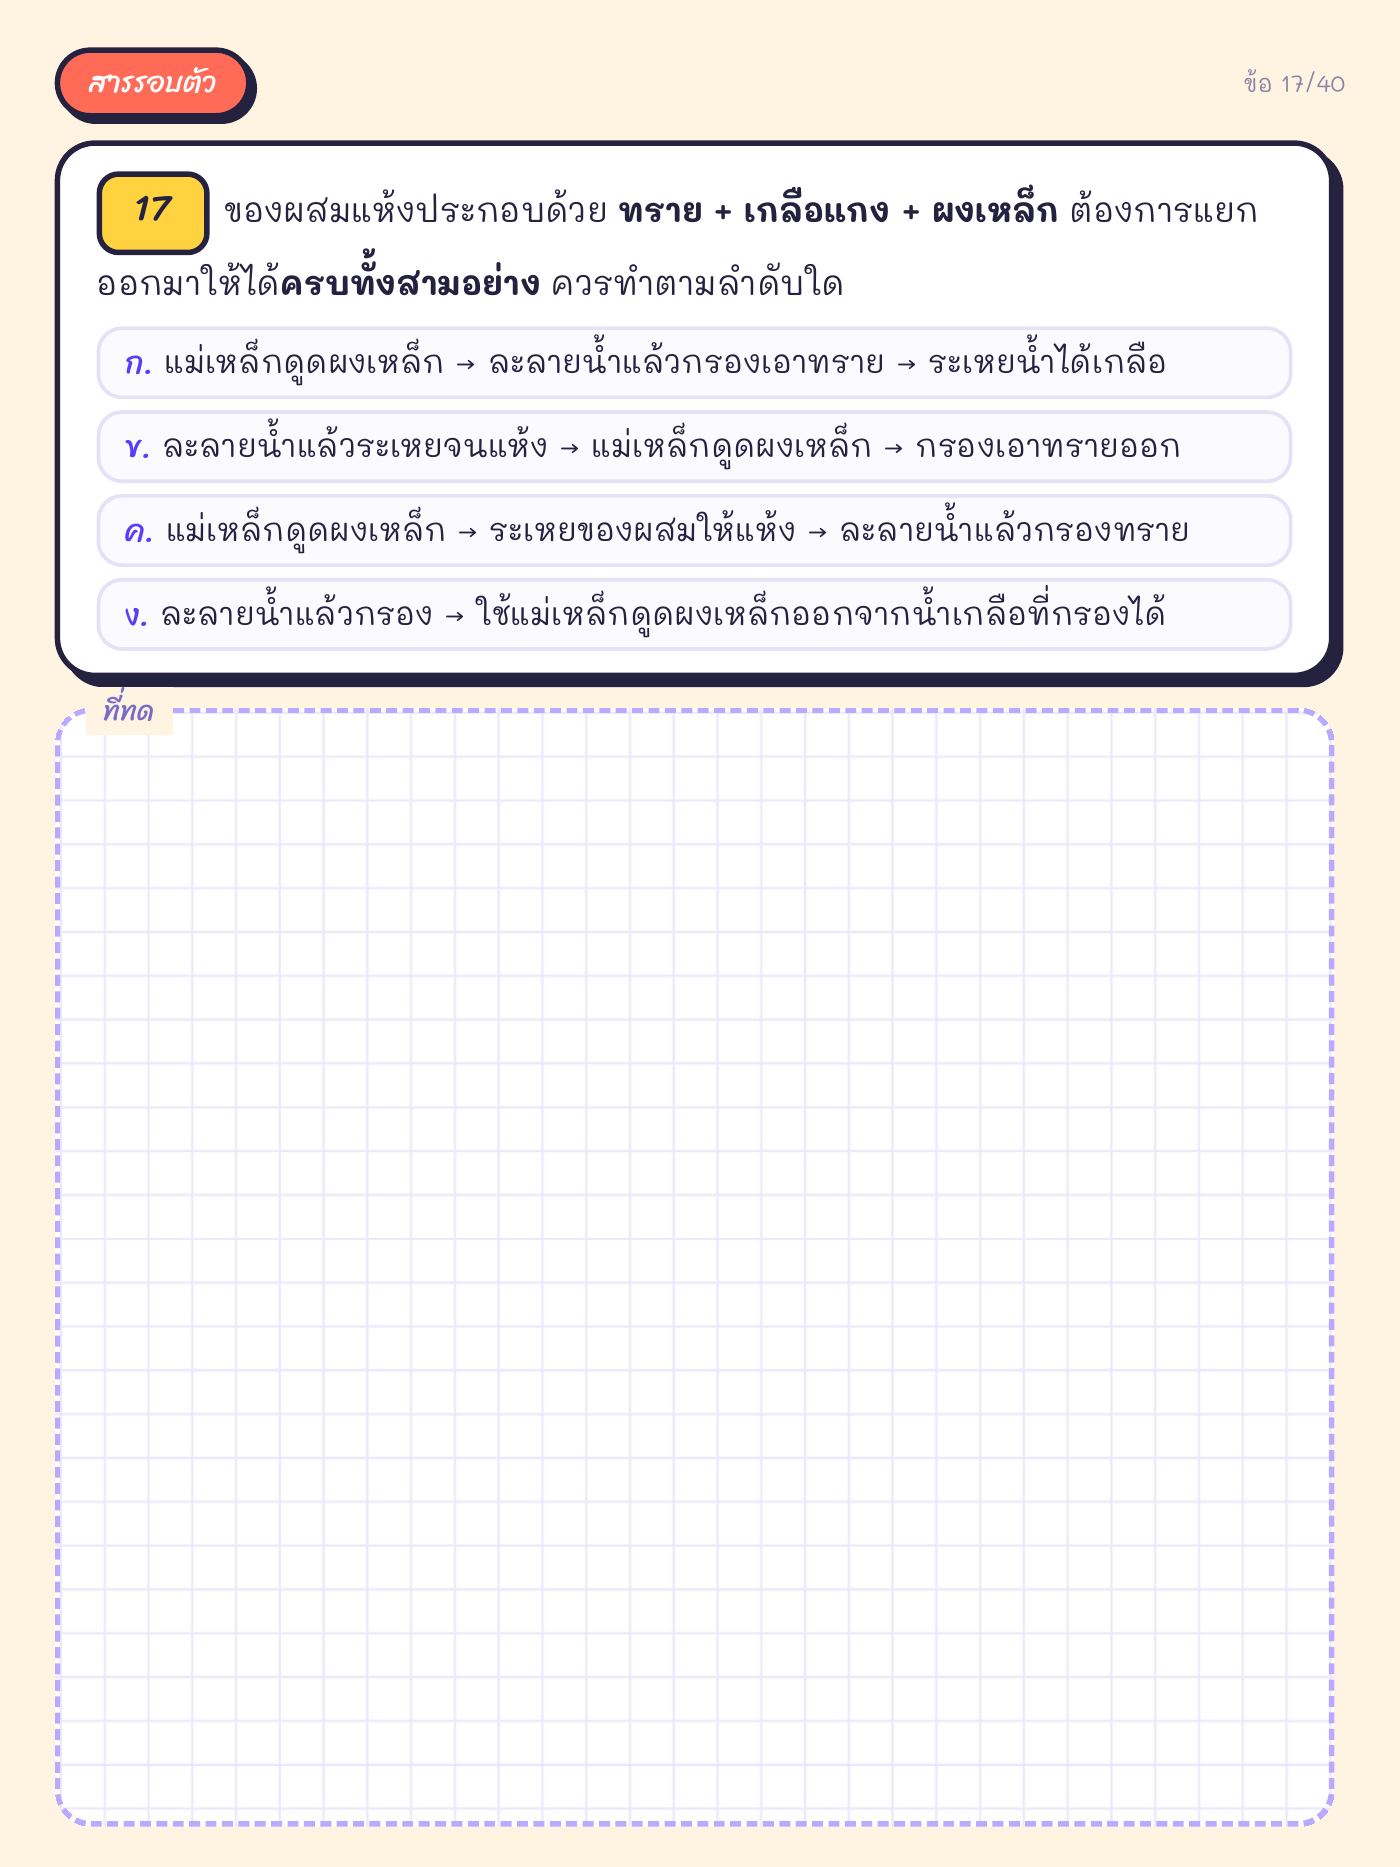 สารรอบตัว
ข้อ 17/40
17 ของผสมแห้งประกอบด้วย ทราย + เกลือแกง + ผงเหล็ก ต้องการแยก
ออกมาให้ได้ครบทั้งสามอย่าง ควรทำตามลำดับใด
ก. แม่เหล็กดูดผงเหล็ก → ละลายน้ำแล้วกรองเอาทราย → ระเหยน้ำได้เกลือ
ข. ละลายน้ำแล้วระเหยจนแห้ง → แม่เหล็กดูดผงเหล็ก → กรองเอาทรายออก
ค. แม่เหล็กดูดผงเหล็ก → ระเหยของผสมให้แห้ง → ละลายน้ำแล้วกรองทราย
ง. ละลายน้ำแล้วกรอง → ใช้แม่เหล็กดูดผงเหล็กออกจากน้ำเกลือที่กรองได้
ที่ทด